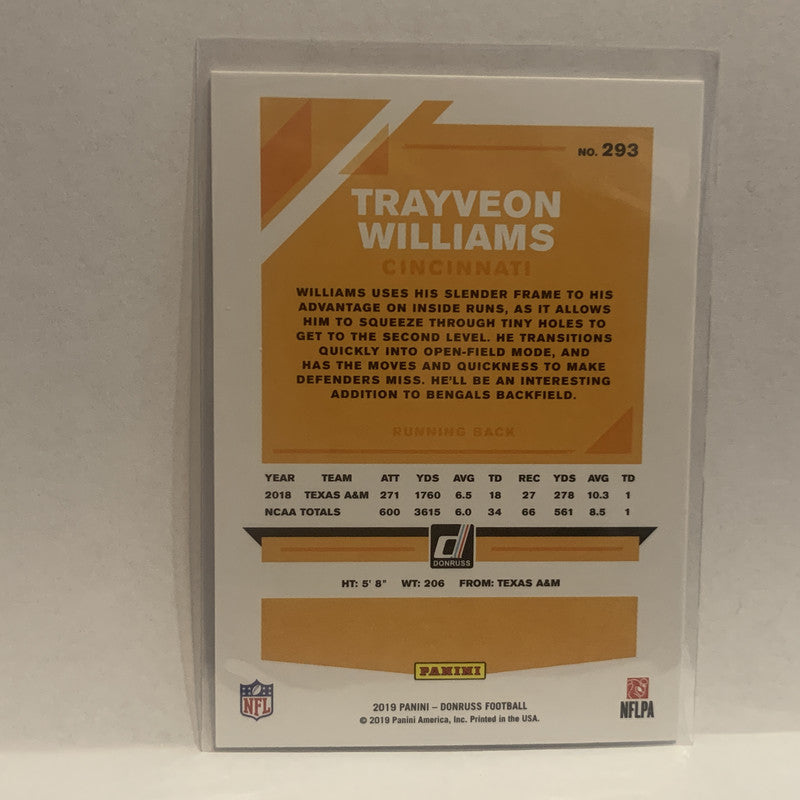 NO. 293
TRAYVEON
WILLIAMS
CINCINNATI
WILLIAMS USES HIS SLENDER FRAME TO HIS
ADVANTAGE ON INSIDE RUNS, AS IT ALLOWS
HIM TO SQUEEZE THROUGH TINY HOLES TO
GET TO THE SECOND LEVEL. HE TRANSITIONS
QUICKLY INTO OPEN-FIELD MODE, AND
HAS THE MOVES AND QUICKNESS TO MAKE
DEFENDERS MISS. HE'LL BE AN INTERESTING
ADDITION TO BENGALS BACKFIELD.
RUNNING BACK
YEAR TEAM ATT YDS AVG TD REC YDS AVG TD
2018 TEXAS A&M 271 1760 6.5 18 27 278 10.3 1
NCAA TOTALS 600 3615 6.0 34 66 561 8.5 1
d
DONRUSS
HT: 5' 8" WT: 206 FROM: TEXAS A&M
PANINI
NFL
2019 PANINI – DONRUSS FOOTBALL
© 2019 Panini America, Inc. Printed in the USA.
NFLPA